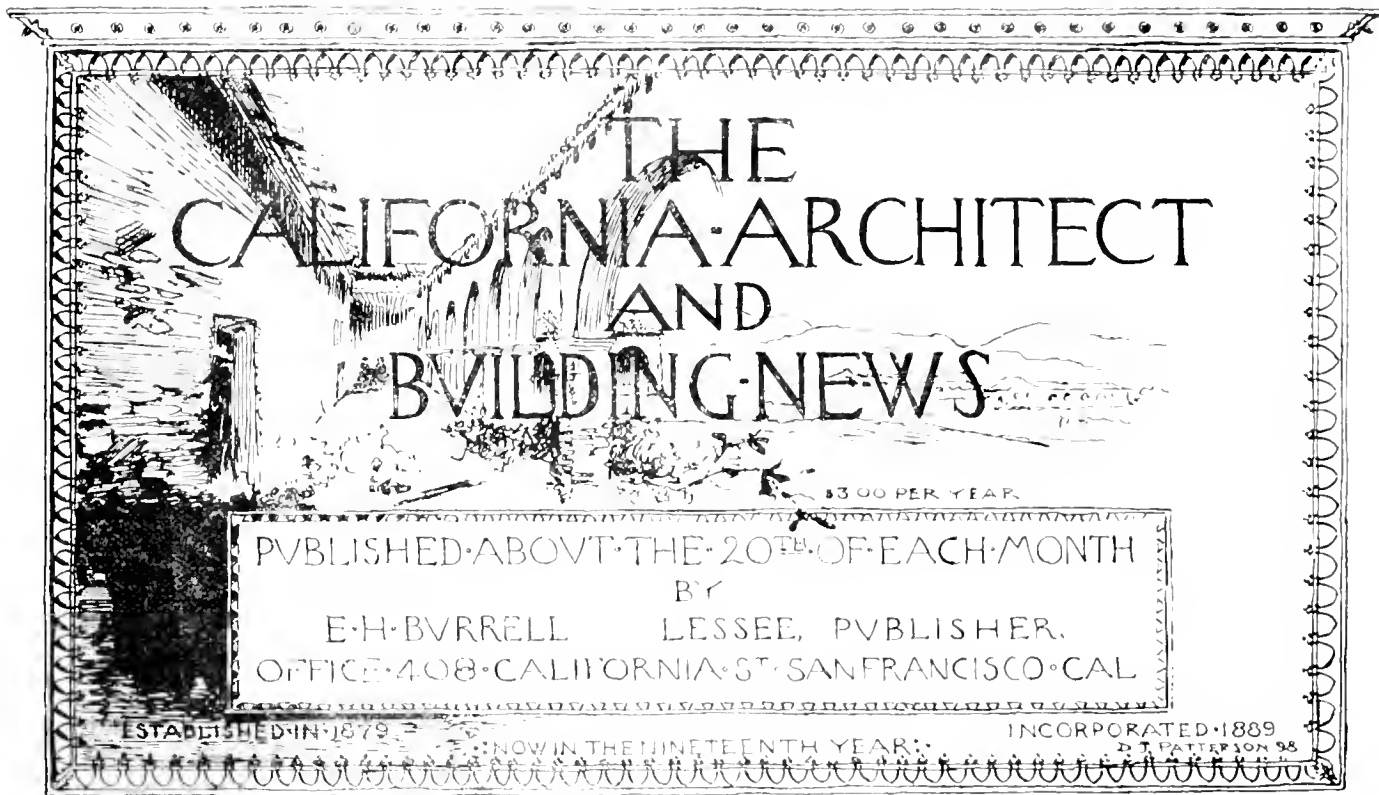 THE
CALIFORNIA·ARCHITECT
AND
BVILDING·NEWS
$3.00 PER YEAR
PVBLISHED·ABOVT·THE·20TH·OF·EACH·MONTH
BY
E·H·BVRRELL LESSEE, PVBLISHER.
OFFICE·408·CALIFORNIA·ST·SAN FRANCISCO·CAL
ESTABLISHED·IN·1879
INCORPORATED·1889
:NOW IN THE NINETEENTH YEAR:
D.T. PATTERSON 98